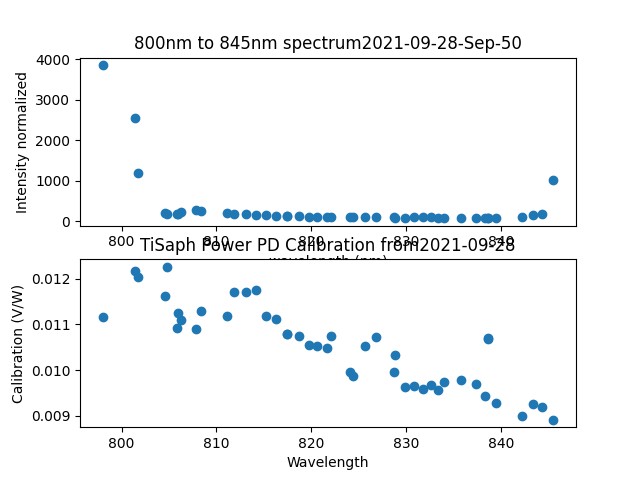 800nm to 845nm spectrum2021-09-28-Sep-50
Intensity normalized
4000
3000
2000
1000
0
800 810 820 830 840
wavelength (nm)
TiSaph Power PD Calibration from2021-09-28
Calibration (V/W)
0.012
0.011
0.010
0.009
800 810 820 830 840
Wavelength